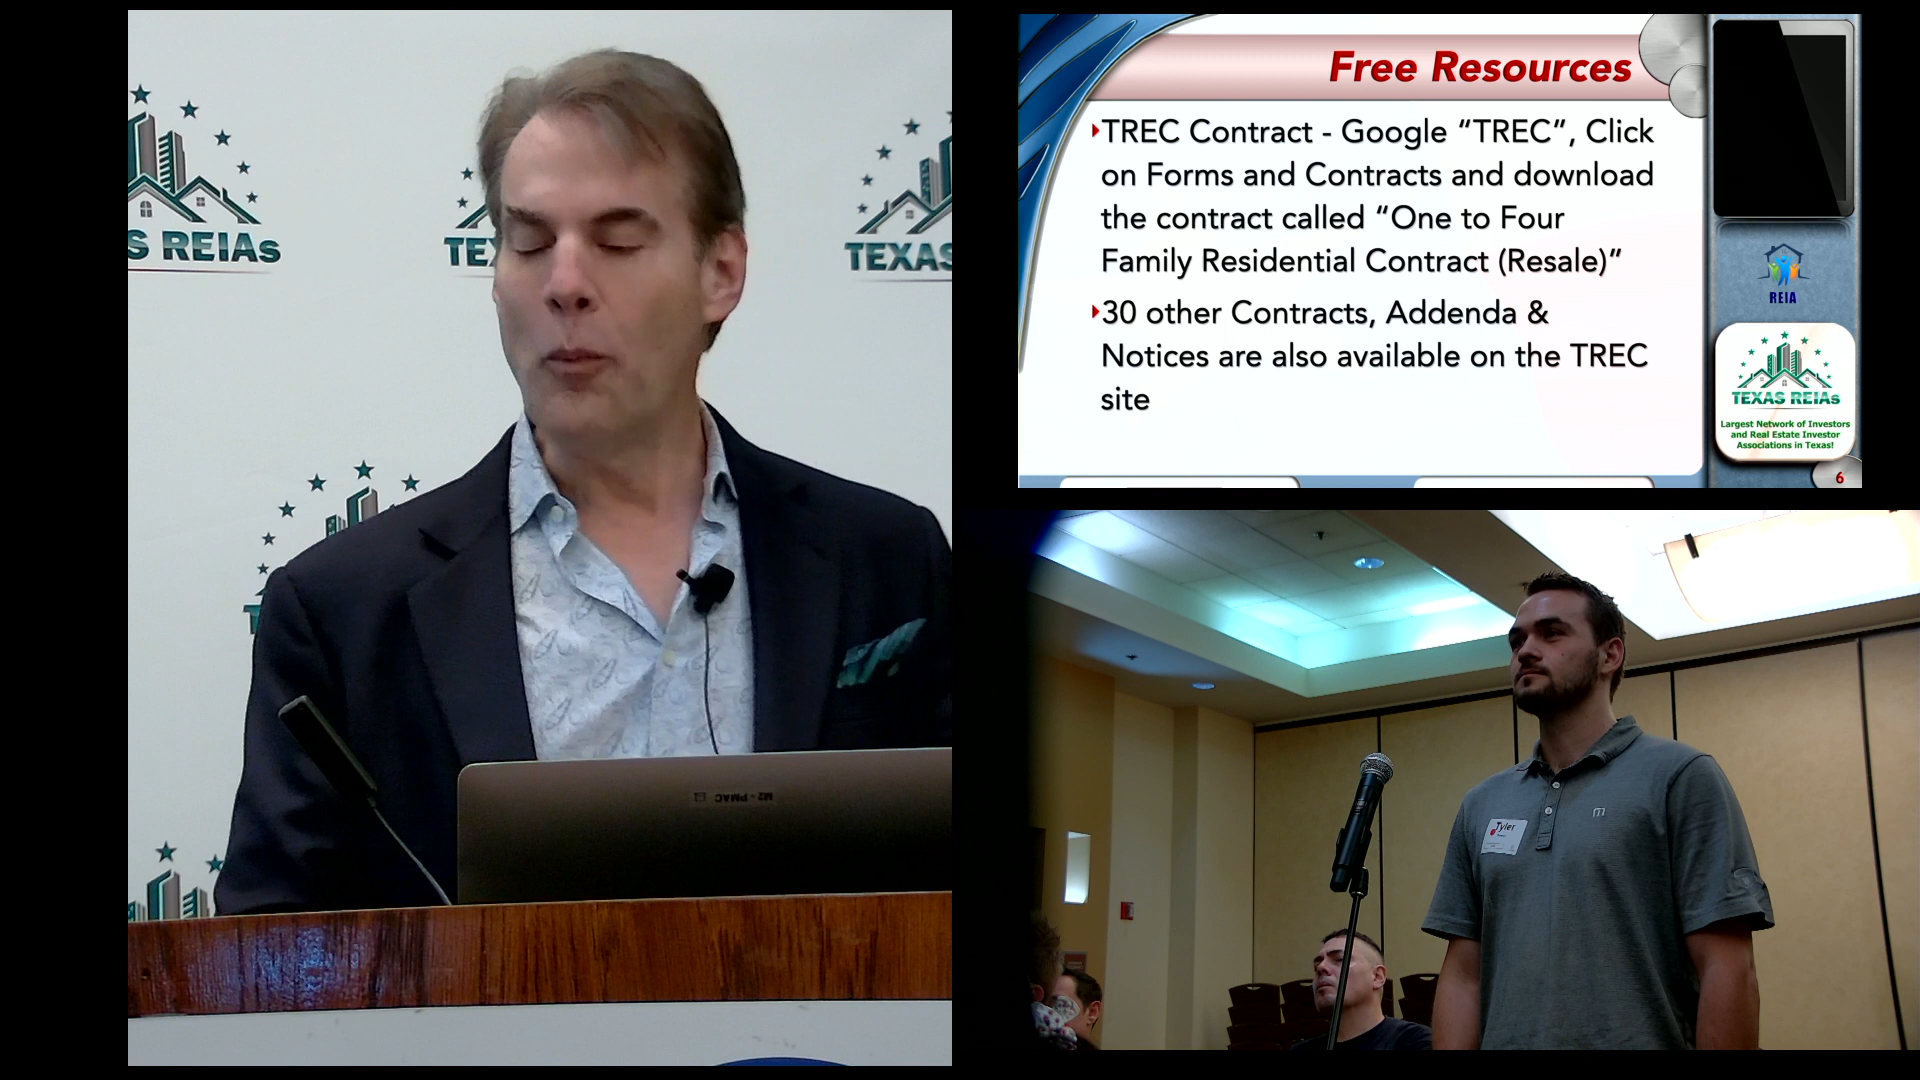 S REIAs
TE
TEXAS
M2 - PMAC
Free Resources
TREC Contract - Google “TREC”, Click
on Forms and Contracts and download
the contract called “One to Four
Family Residential Contract (Resale)”
30 other Contracts, Addenda &
Notices are also available on the TREC
site
REIA
TEXAS REIAs
Largest Network of Investors
and Real Estate Investor
Associations in Texas!
6
Tyler